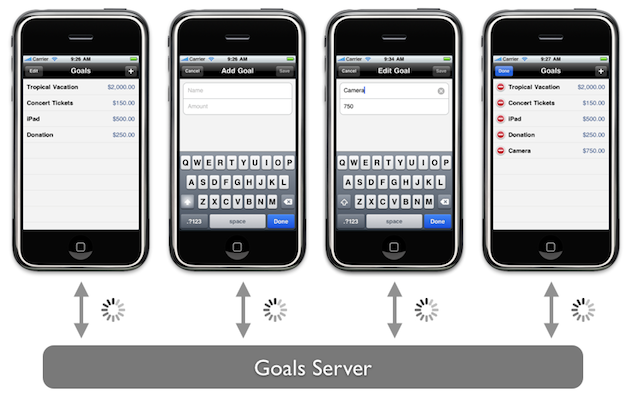 Carrier 9:26 AM
Edit Goals +
Tropical Vacation $2,000.00
Concert Tickets $150.00
iPad $500.00
Donation $250.00
Carrier 9:26 AM
Cancel Add Goal Save
Name
Amount
Q W E R T Y U I O P
A S D F G H J K L
Z X C V B N M
.?123 space Done
Carrier 9:34 AM
Cancel Edit Goal Save
Camera
750
Q W E R T Y U I O P
A S D F G H J K L
Z X C V B N M
.?123 space Done
Carrier 9:27 AM
Done Goals +
Tropical Vacation $2,000.00
Concert Tickets $150.00
iPad $500.00
Donation $250.00
Camera $750.00
Goals Server